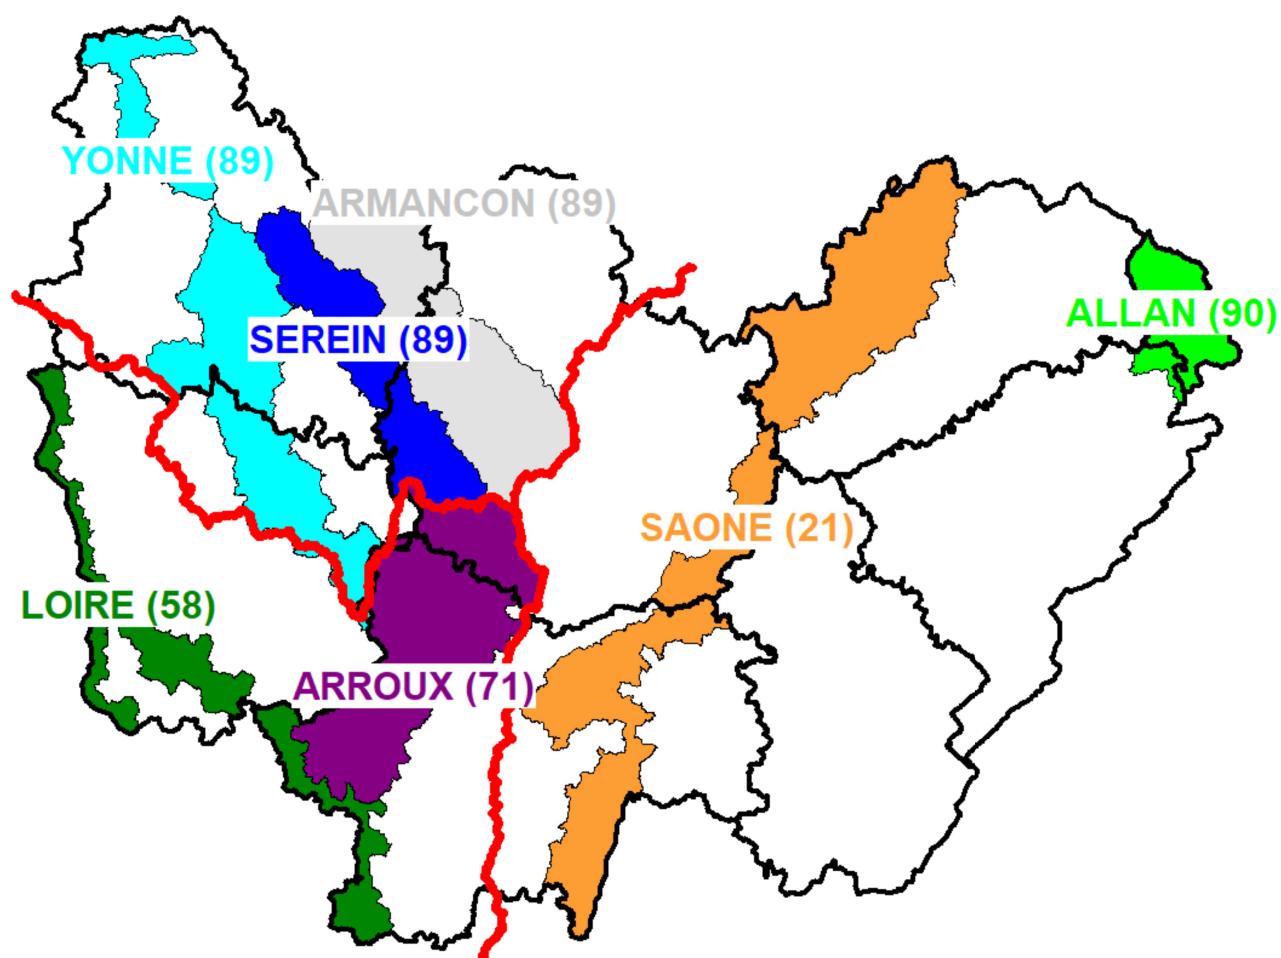 YONNE (89)
ARMANCON (89)
ALLAN (90)
SEREIN (89)
SAONE (21)
LOIRE (58)
ARROUX (71)